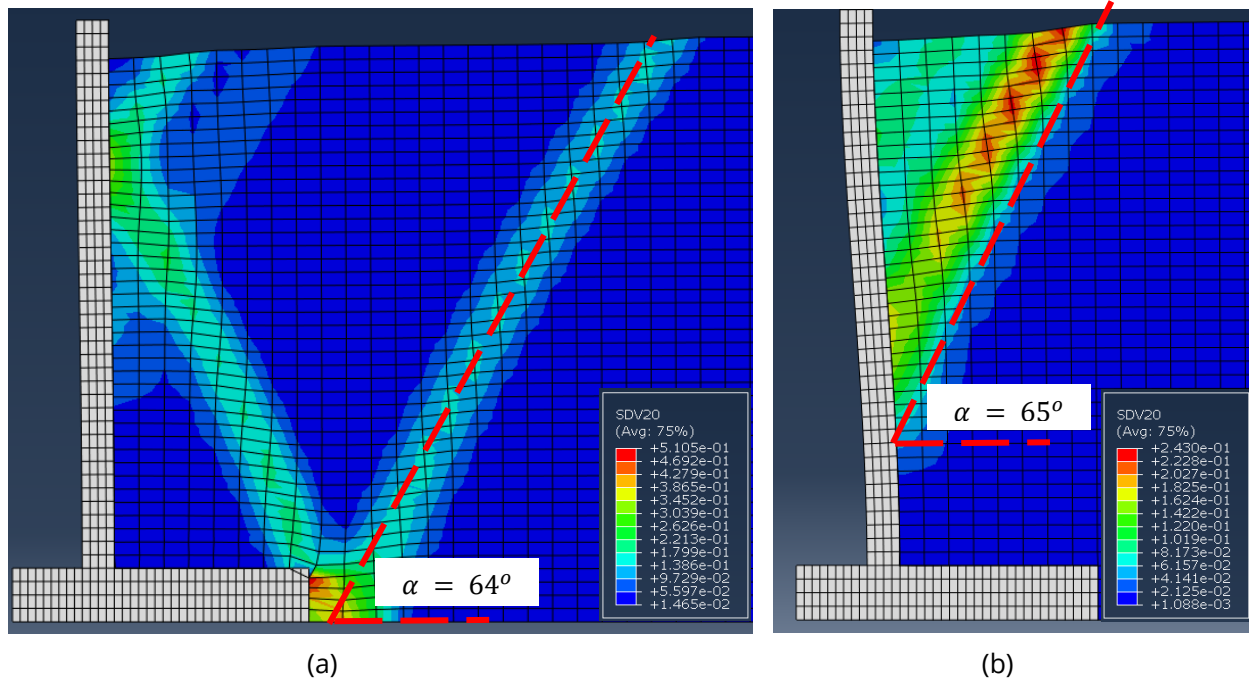 α = 64°
SDV20
(Avg: 75%)
+5.105e-01
+4.692e-01
+4.279e-01
+3.865e-01
+3.452e-01
+3.039e-01
+2.626e-01
+2.213e-01
+1.799e-01
+1.386e-01
+9.729e-02
+5.597e-02
+1.465e-02
(a)
α = 65°
SDV20
(Avg: 75%)
+2.430e-01
+2.228e-01
+2.027e-01
+1.825e-01
+1.624e-01
+1.422e-01
+1.220e-01
+1.019e-01
+8.173e-02
+6.157e-02
+4.141e-02
+2.125e-02
+1.088e-03
(b)